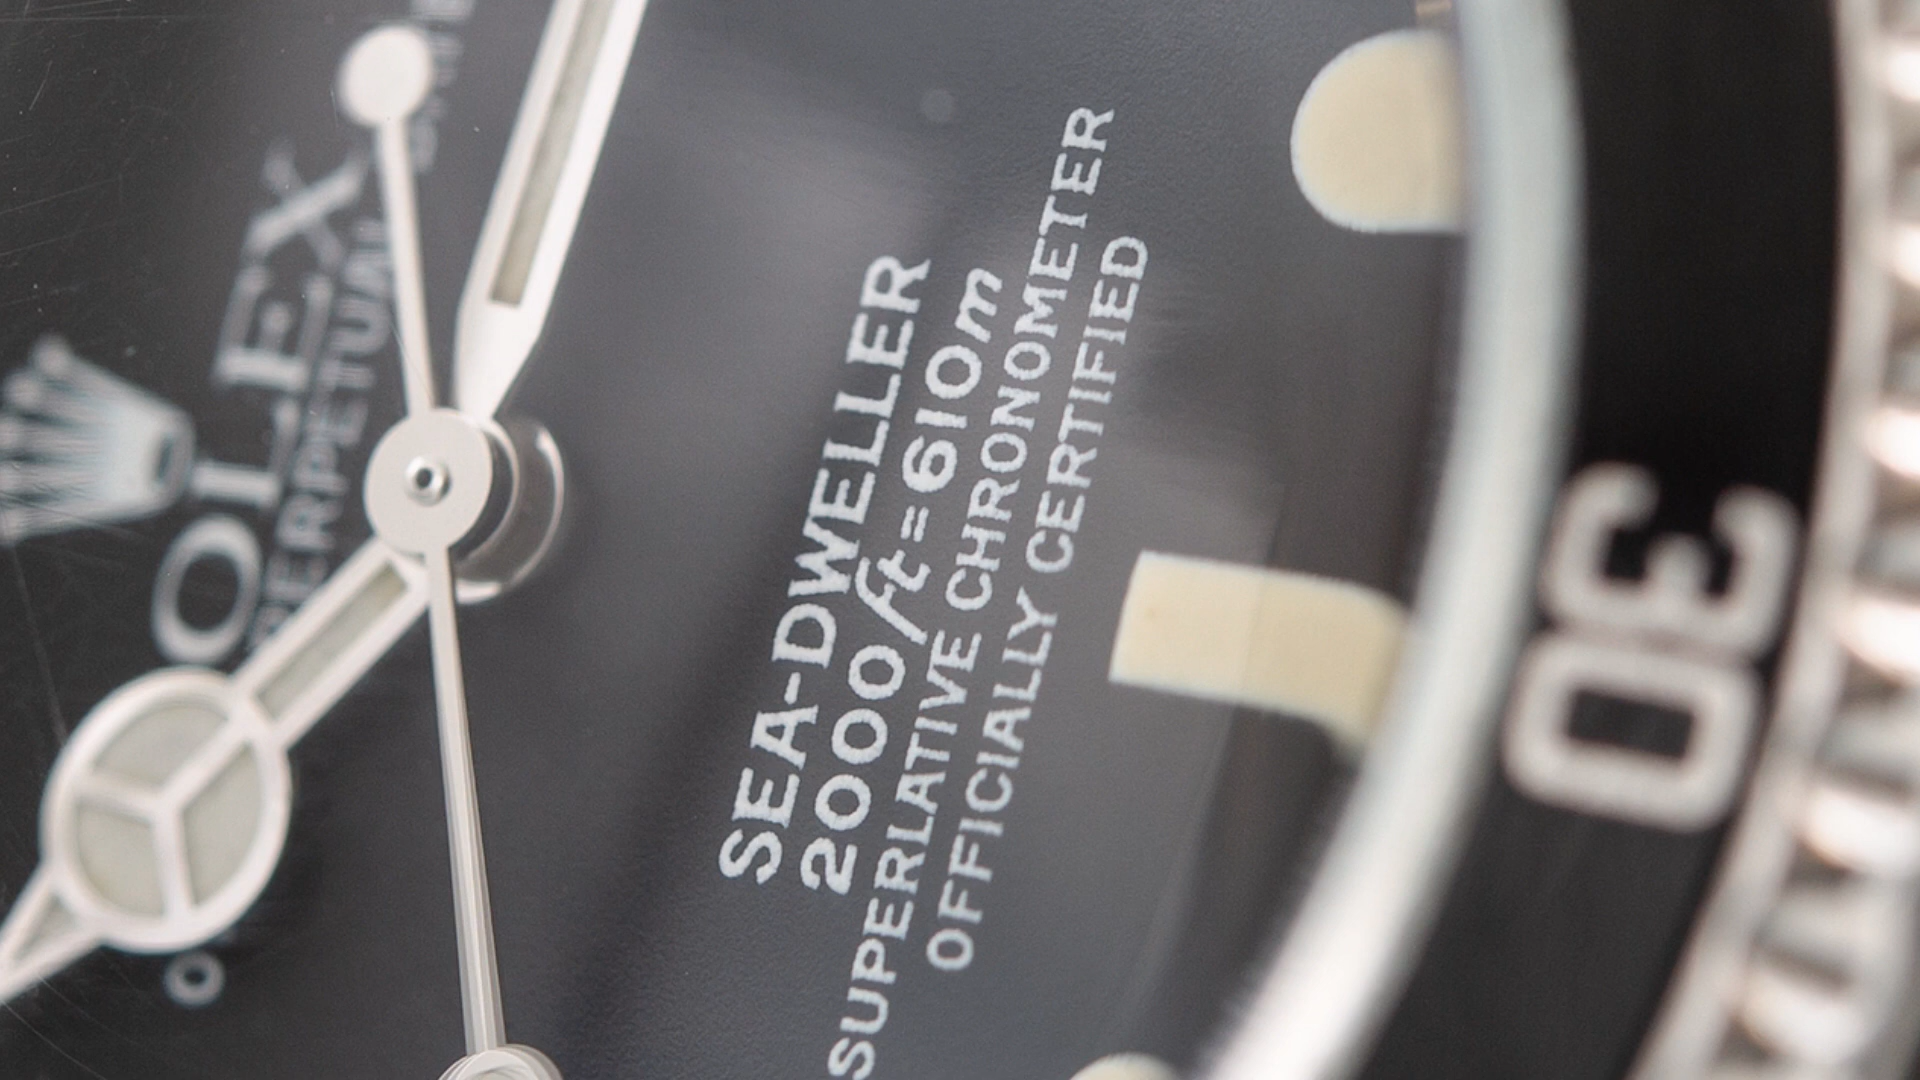 ROLEX
PERPETUAL
SEA-DWELLER
2000ft=610m
SUPERLATIVE CHRONOMETER
OFFICIALLY CERTIFIED
30